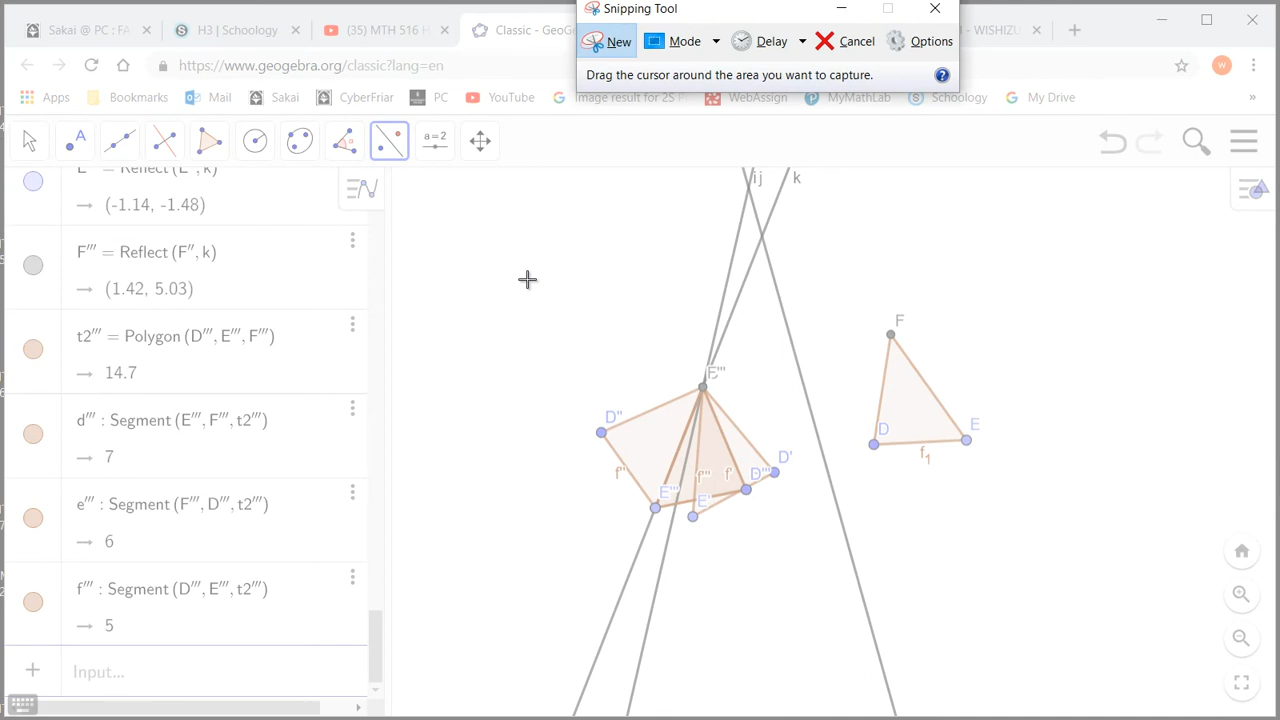 Snipping Tool
New Mode Delay Cancel Options
Drag the cursor around the area you want to capture.
Sakai @ PC : FA
H3 | Schoology
(35) MTH 516 H
Classic - GeoG
WISHIZU
https://www.geogebra.org/classic?lang=en
w
Apps
Bookmarks
Mail
Sakai
CyberFriar
PC
YouTube
Image result for 2S
WebAssign
MyMathLab
Schoology
My Drive
»
A
a=2
= Reflect (E″, k)
→ (-1.14, -1.48)
F‴ = Reflect (F″, k)
→ (1.42, 5.03)
t2‴ = Polygon (D‴, E‴, F‴)
→ 14.7
d‴ : Segment (E‴, F‴, t2‴)
→ 7
e‴ : Segment (F‴, D‴, t2‴)
→ 6
f‴ : Segment (D‴, E‴, t2‴)
→ 5
+ Input...
i j
k
F
D
E
f₁
D″
f″
f‴
f′
D‴
D′
E‴
E′